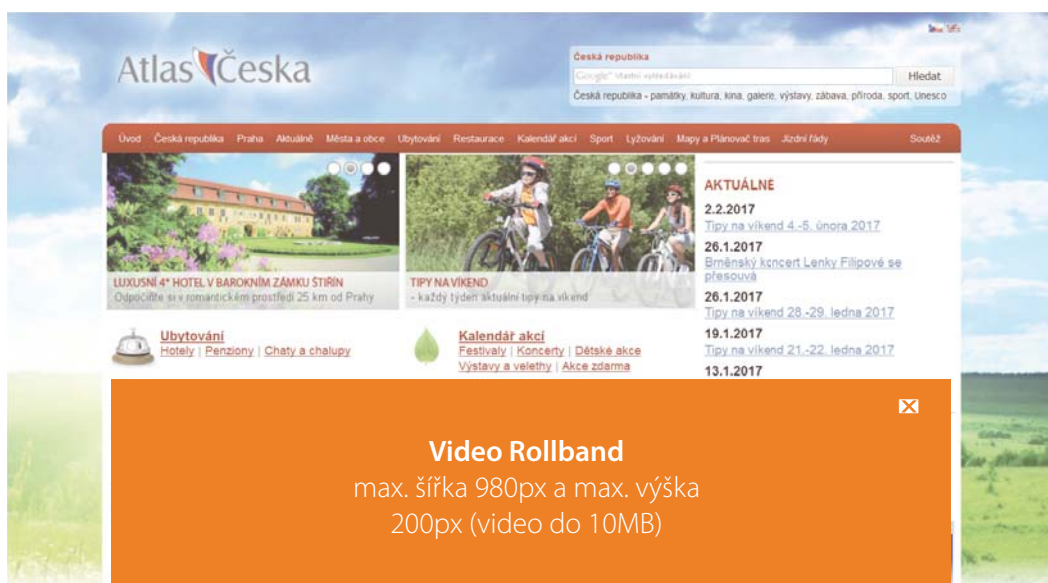 Atlas Česka
Česká republika
Google™ Vlastní vyhledávání
Hledat
Česká republika - památky, kultura, kina, galerie, výstavy, zábava, příroda, sport, Unesco
Úvod Česká republika Praha Aktuálně Města a obce Ubytování Restaurace Kalendář akcí Sport Lyžování Mapy a Plánovač tras Jízdní řády Soutěž
LUXUSNÍ 4* HOTEL V BAROKNÍM ZÁMKU ŠTIŘÍN
Odpočiňte si v romantickém prostředí 25 km od Prahy
TIPY NA VÍKEND
- každý týden aktuální tipy na víkend
Ubytování
Hotely | Penziony | Chaty a chalupy
Kalendář akcí
Festivaly | Koncerty | Dětské akce
Výstavy a velethy | Akce zdarma
AKTUÁLNĚ
2.2.2017
Tipy na víkend 4.-5. února 2017
26.1.2017
Brněnský koncert Lenky Filipové se
přesouvá
26.1.2017
Tipy na víkend 28.-29. ledna 2017
19.1.2017
Tipy na víkend 21.-22. ledna 2017
13.1.2017
Video Rollband
max. šířka 980px a max. výška
200px (video do 10MB)